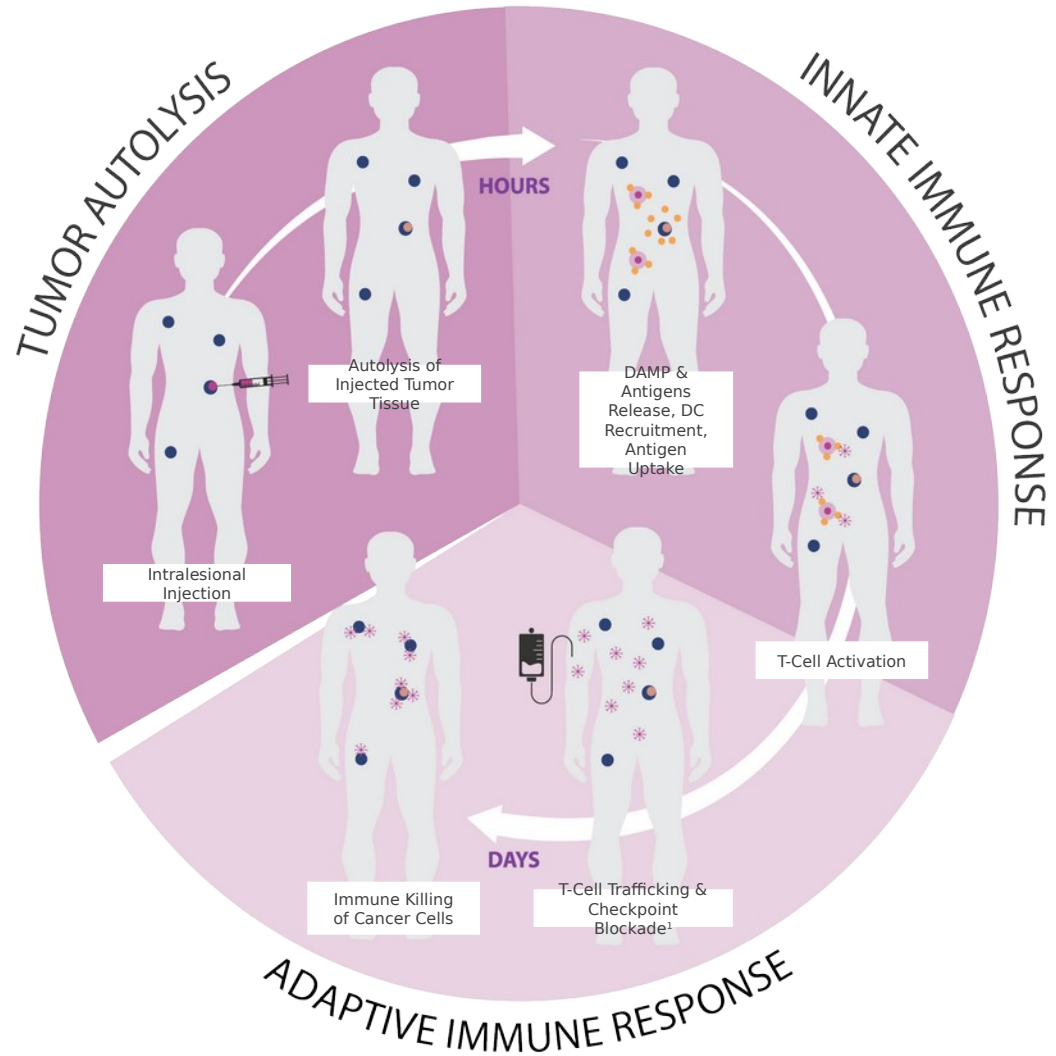 TUMOR AUTOLYSIS
INNATE IMMUNE RESPONSE
HOURS
Autolysis of
Injected Tumor
Tissue
DAMP &
Antigens
Release, DC
Recruitment,
Antigen
Uptake
Intralesional
Injection
T-Cell Activation
DAYS
Immune Killing
of Cancer Cells
T-Cell Trafficking &
Checkpoint
Blockade¹
ADAPTIVE IMMUNE RESPONSE